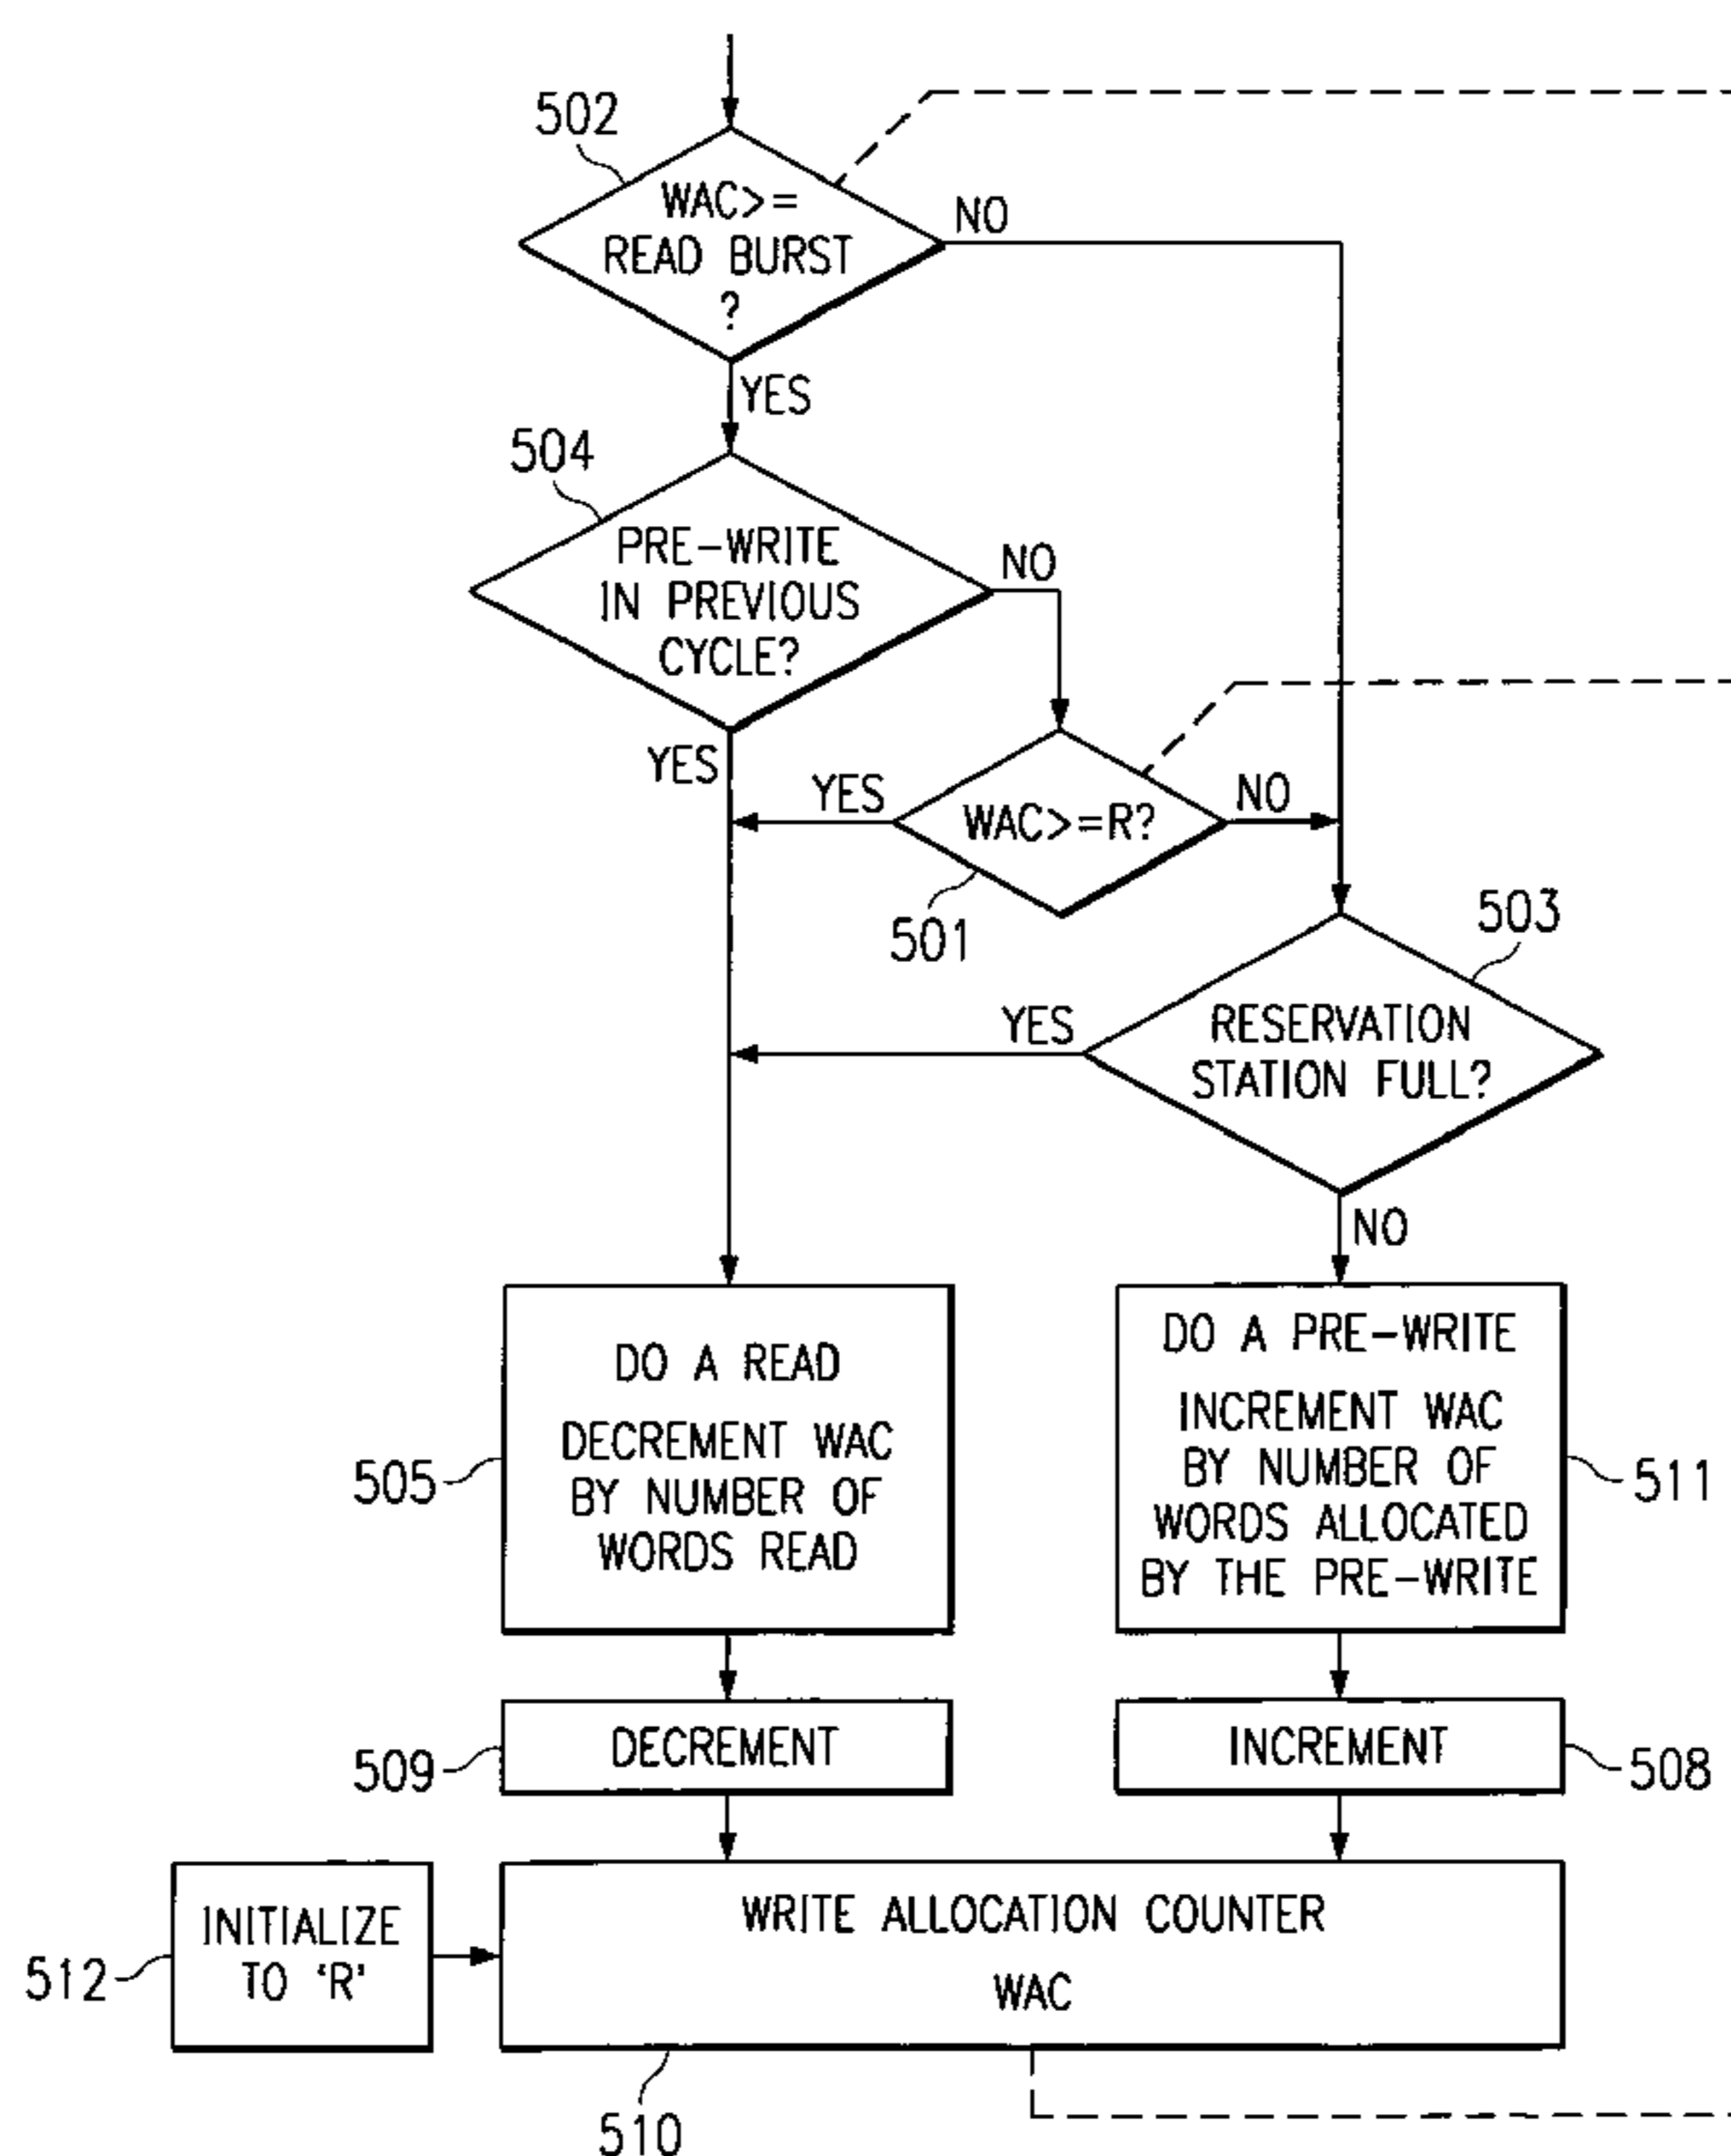 502
WAC>=
READ BURST
?
NO
YES
504
PRE-WRITE
IN PREVIOUS
CYCLE?
NO
YES
YES
WAC>=R?
NO
501
503
YES
RESERVATION
STATION FULL?
NO
DO A READ
DECREMENT WAC
BY NUMBER OF
WORDS READ
505
DO A PRE-WRITE
INCREMENT WAC
BY NUMBER OF
WORDS ALLOCATED
BY THE PRE-WRITE
511
509
DECREMENT
INCREMENT
508
INITIALIZE
TO 'R'
512
WRITE ALLOCATION COUNTER
WAC
510